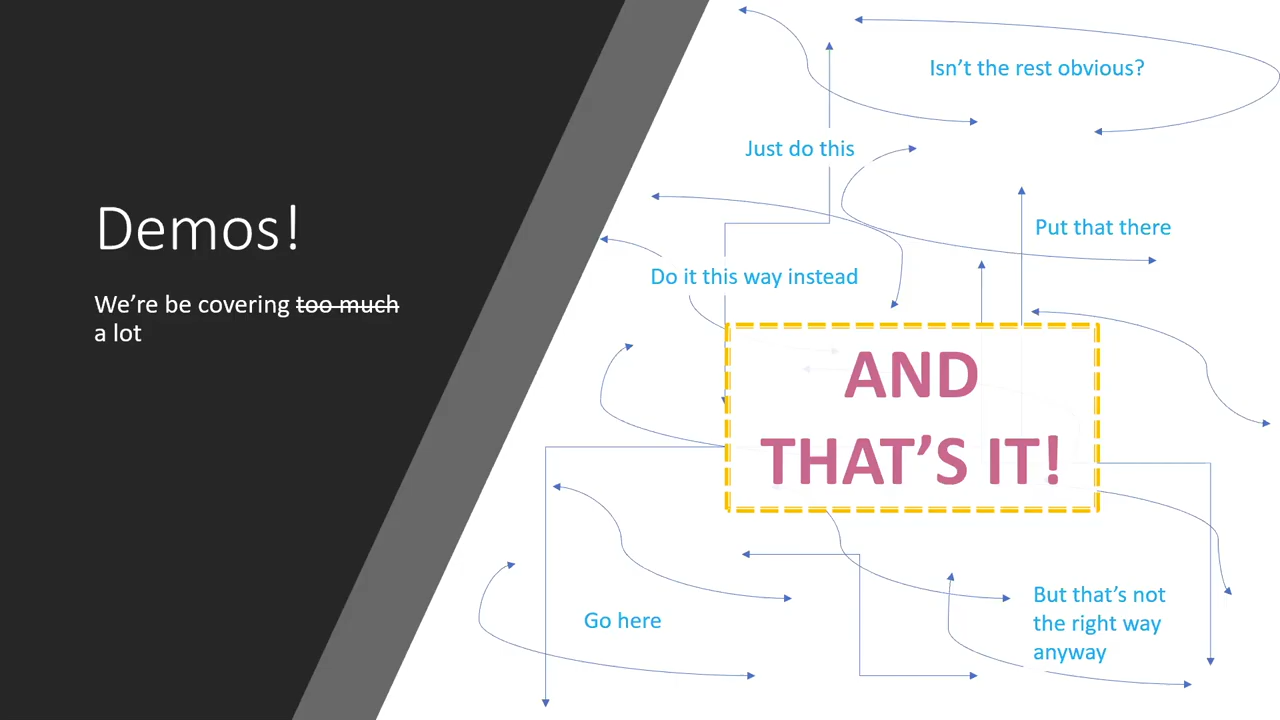 Demos!
We're be covering too much
a lot
Isn't the rest obvious?
Just do this
Put that there
Do it this way instead
AND
THAT'S IT!
Go here
But that's not
the right way
anyway